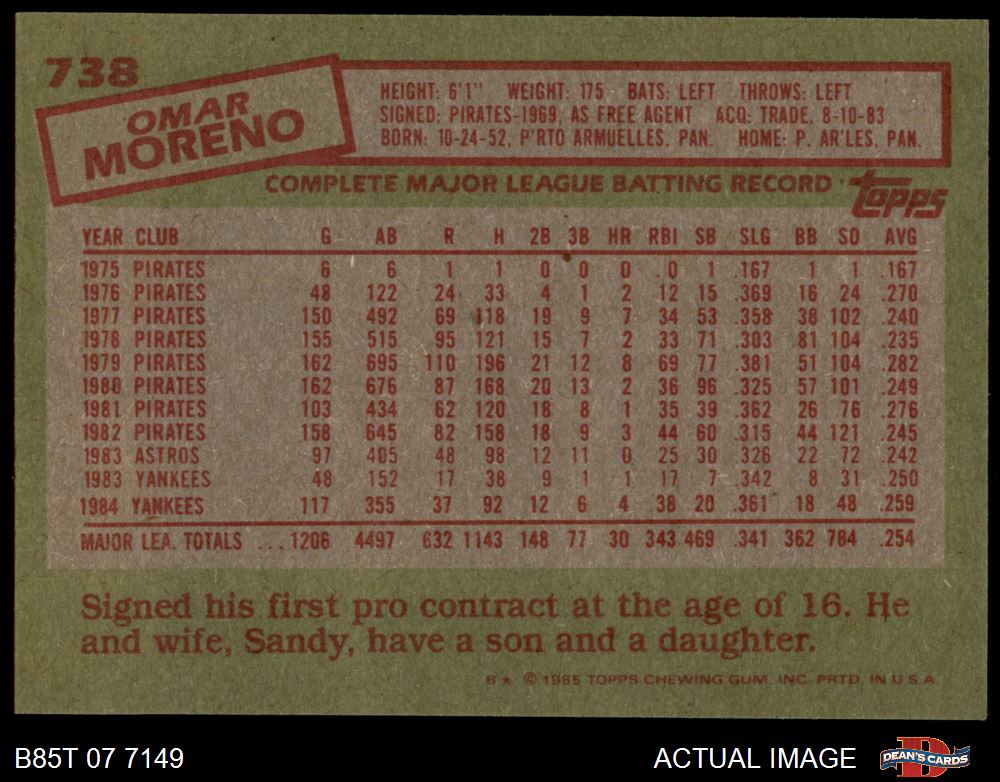 738
OMAR
MORENO
HEIGHT: 6'1" WEIGHT: 175 BATS: LEFT THROWS: LEFT
SIGNED: PIRATES-1969, AS FREE AGENT ACQ: TRADE, 8-10-83
BORN: 10-24-52, P'RTO ARMUELLES, PAN. HOME: P. AR'LES, PAN.
COMPLETE MAJOR LEAGUE BATTING RECORD
topps
YEAR CLUB G AB R H 2B 3B HR RBI SB SLG BB SO AVG
1975 PIRATES 6 6 1 1 0 0 0 0 1 .167 1 1 .167
1976 PIRATES 48 122 24 33 4 1 2 12 15 .369 16 24 .270
1977 PIRATES 150 492 69 118 19 9 7 34 53 .358 38 102 .240
1978 PIRATES 155 515 95 121 15 7 2 33 71 .303 81 104 .235
1979 PIRATES 162 695 110 196 21 12 8 69 77 .381 51 104 .282
1980 PIRATES 162 676 87 168 20 13 2 36 96 .325 57 101 .249
1981 PIRATES 103 434 62 120 18 8 1 35 39 .362 26 76 .276
1982 PIRATES 158 645 82 158 18 9 3 44 60 .315 44 121 .245
1983 ASTROS 97 405 48 98 12 11 0 25 30 .326 22 72 .242
1983 YANKEES 48 152 17 38 9 1 1 17 7 .342 8 31 .250
1984 YANKEES 117 355 37 92 12 6 4 38 20 .361 18 48 .259
MAJOR LEA. TOTALS ... 1206 4497 632 1143 148 77 30 343 469 .341 362 784 .254
Signed his first pro contract at the age of 16. He
and wife, Sandy, have a son and a daughter.
B★ © 1985 TOPPS CHEWING GUM, INC. PRTD. IN U.S.A.
B85T 07 7149
ACTUAL IMAGE
DEAN'S CARDS